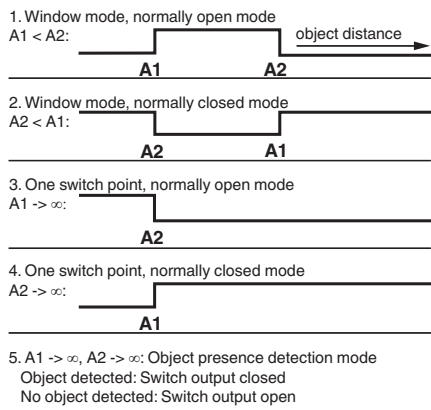 1. Window mode, normally open mode
A1 < A2:
object distance
A1
A2
2. Window mode, normally closed mode
A2 < A1:
A2
A1
3. One switch point, normally open mode
A1 -> ∞:
A2
4. One switch point, normally closed mode
A2 -> ∞:
A1
5. A1 -> ∞, A2 -> ∞: Object presence detection mode
Object detected: Switch output closed
No object detected: Switch output open